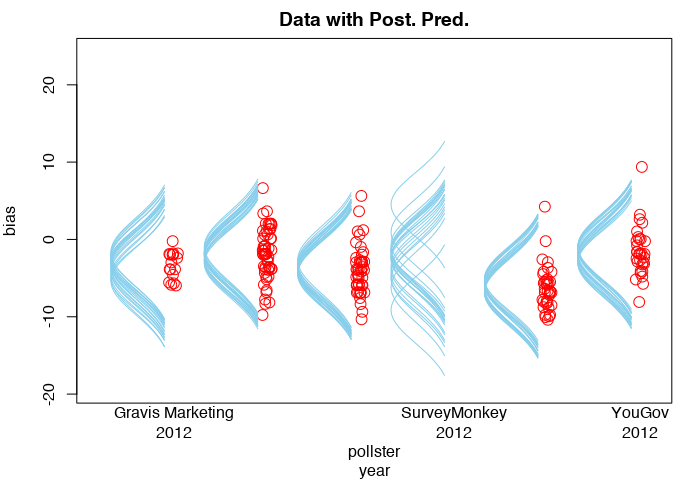 Data with Post. Pred.
20
10
0
-10
-20
bias
Gravis Marketing SurveyMonkey YouGov
2012 2012 2012
pollster
year